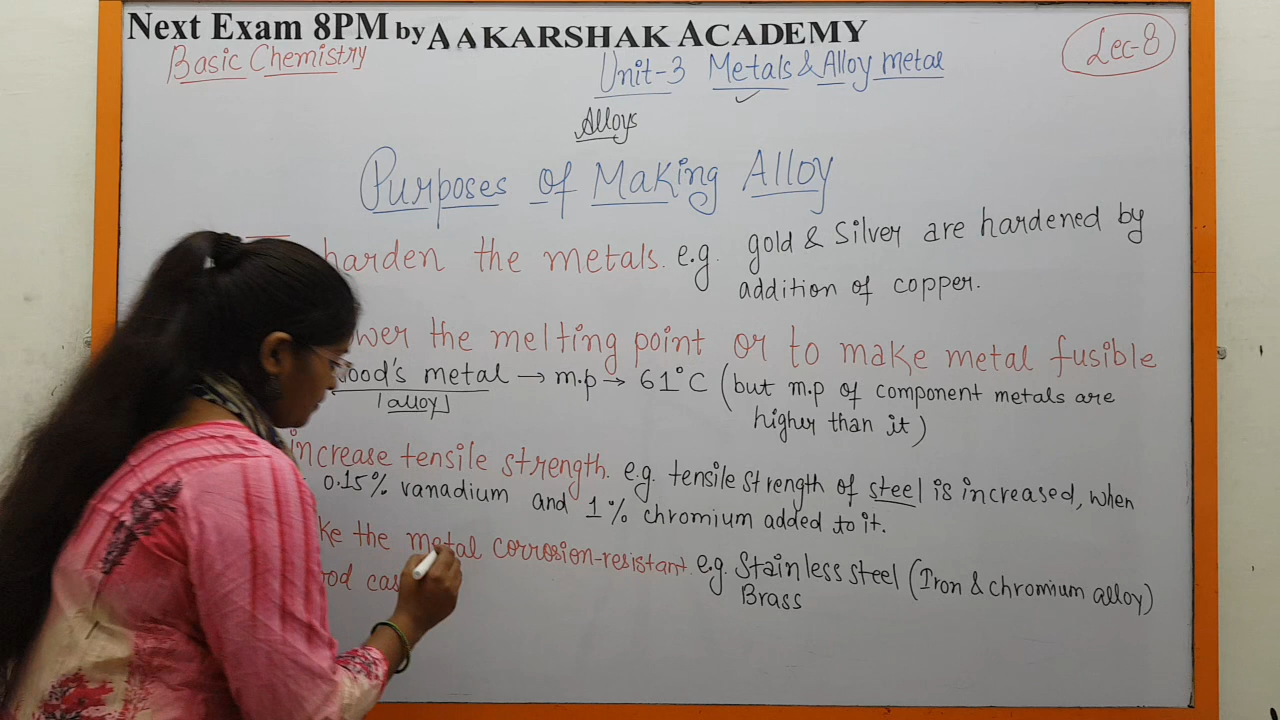 Next Exam 8PM by AAKARSHAK ACADEMY
Basic Chemistry
Unit-3 Metals & Alloy metal
Lec-8
Alloys
Purposes of Making Alloy
harden the metals. e.g. gold & Silver are hardened by
addition of copper.
the melting point or to make metal fusible
metal → m.p → 61°C (but m.p of component metals are
[alloy]
higher than it)
increase tensile strength. e.g. tensile strength of steel is increased, when
0.15% vanadium and 1% chromium added to it.
the metal corrosion-resistant. e.g. Stainless steel (Iron & chromium alloy)
Brass